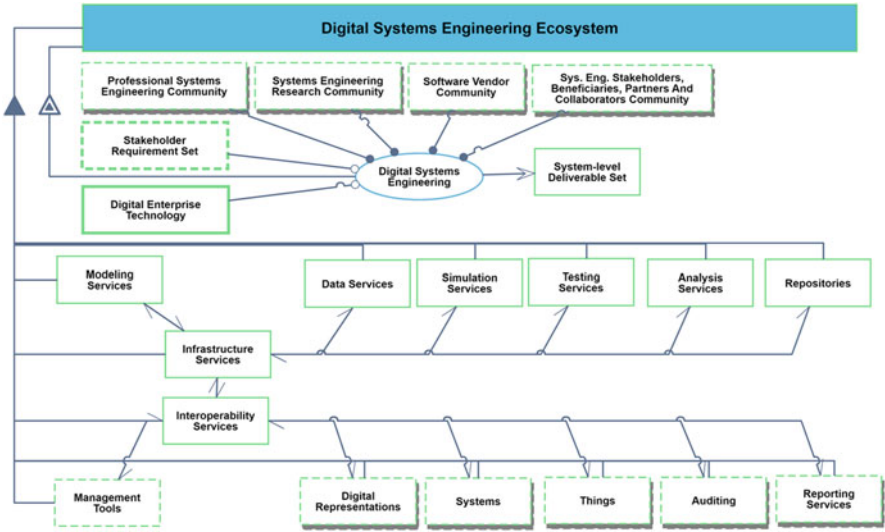 Digital Systems Engineering Ecosystem
Professional Systems
Engineering Community
Systems Engineering
Research Community
Software Vendor
Community
Sys. Eng. Stakeholders,
Beneficiaries, Partners And
Collaborators Community
Stakeholder
Requirement Set
Digital Systems
Engineering
System-level
Deliverable Set
Digital Enterprise
Technology
Modeling
Services
Data Services
Simulation
Services
Testing
Services
Analysis
Services
Repositories
Infrastructure
Services
Interoperability
Services
Management
Tools
Digital
Representations
Systems
Things
Auditing
Reporting
Services